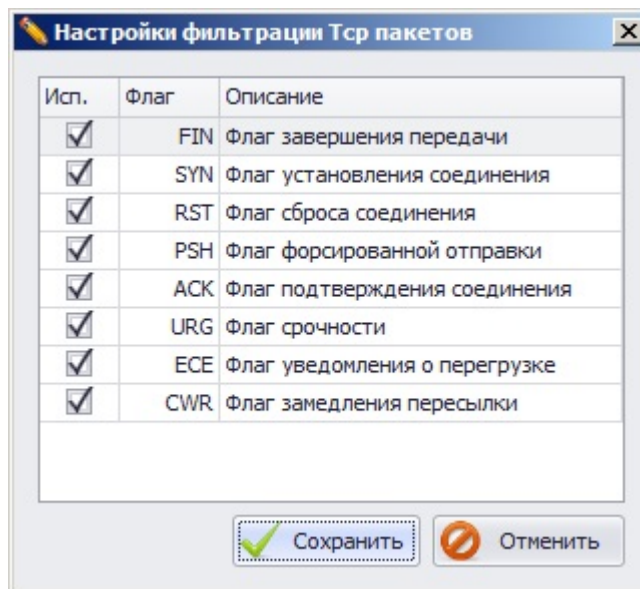 Настройки фильтрации Tcp пакетов
Исп. Флаг Описание
FIN Флаг завершения передачи
SYN Флаг установления соединения
RST Флаг сброса соединения
PSH Флаг форсированной отправки
ACK Флаг подтверждения соединения
URG Флаг срочности
ECE Флаг уведомления о перегрузке
CWR Флаг замедления пересылки
Сохранить Отменить